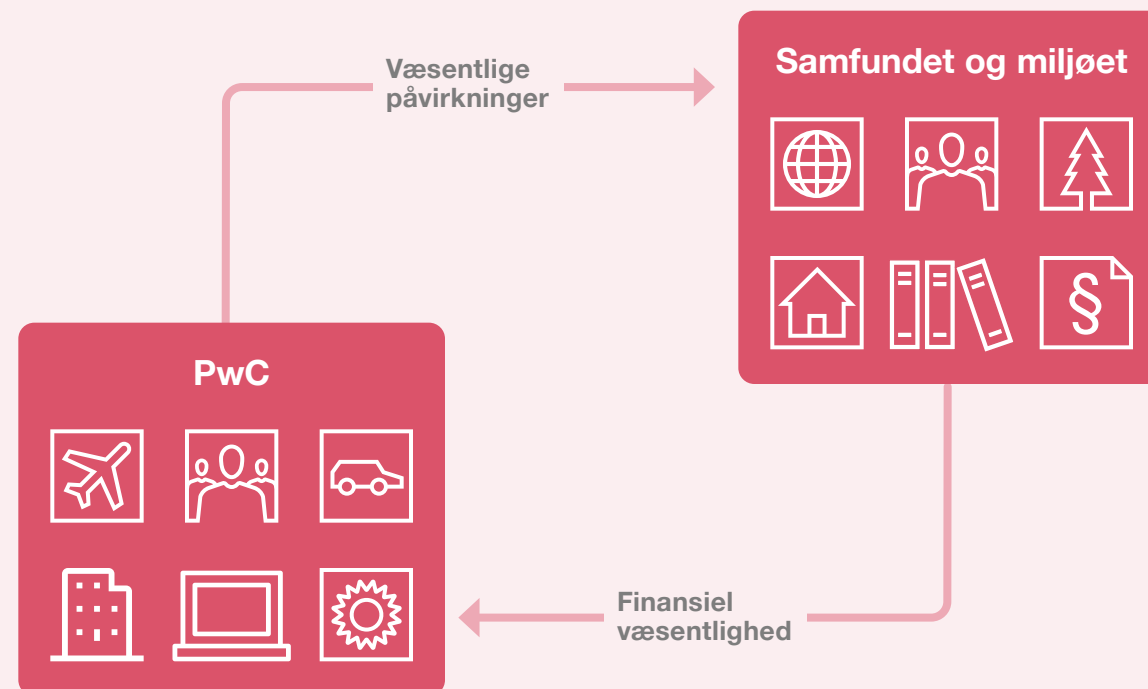 Væsentlige
påvirkninger
Samfundet og miljøet
§
PwC
Finansiel
væsentlighed